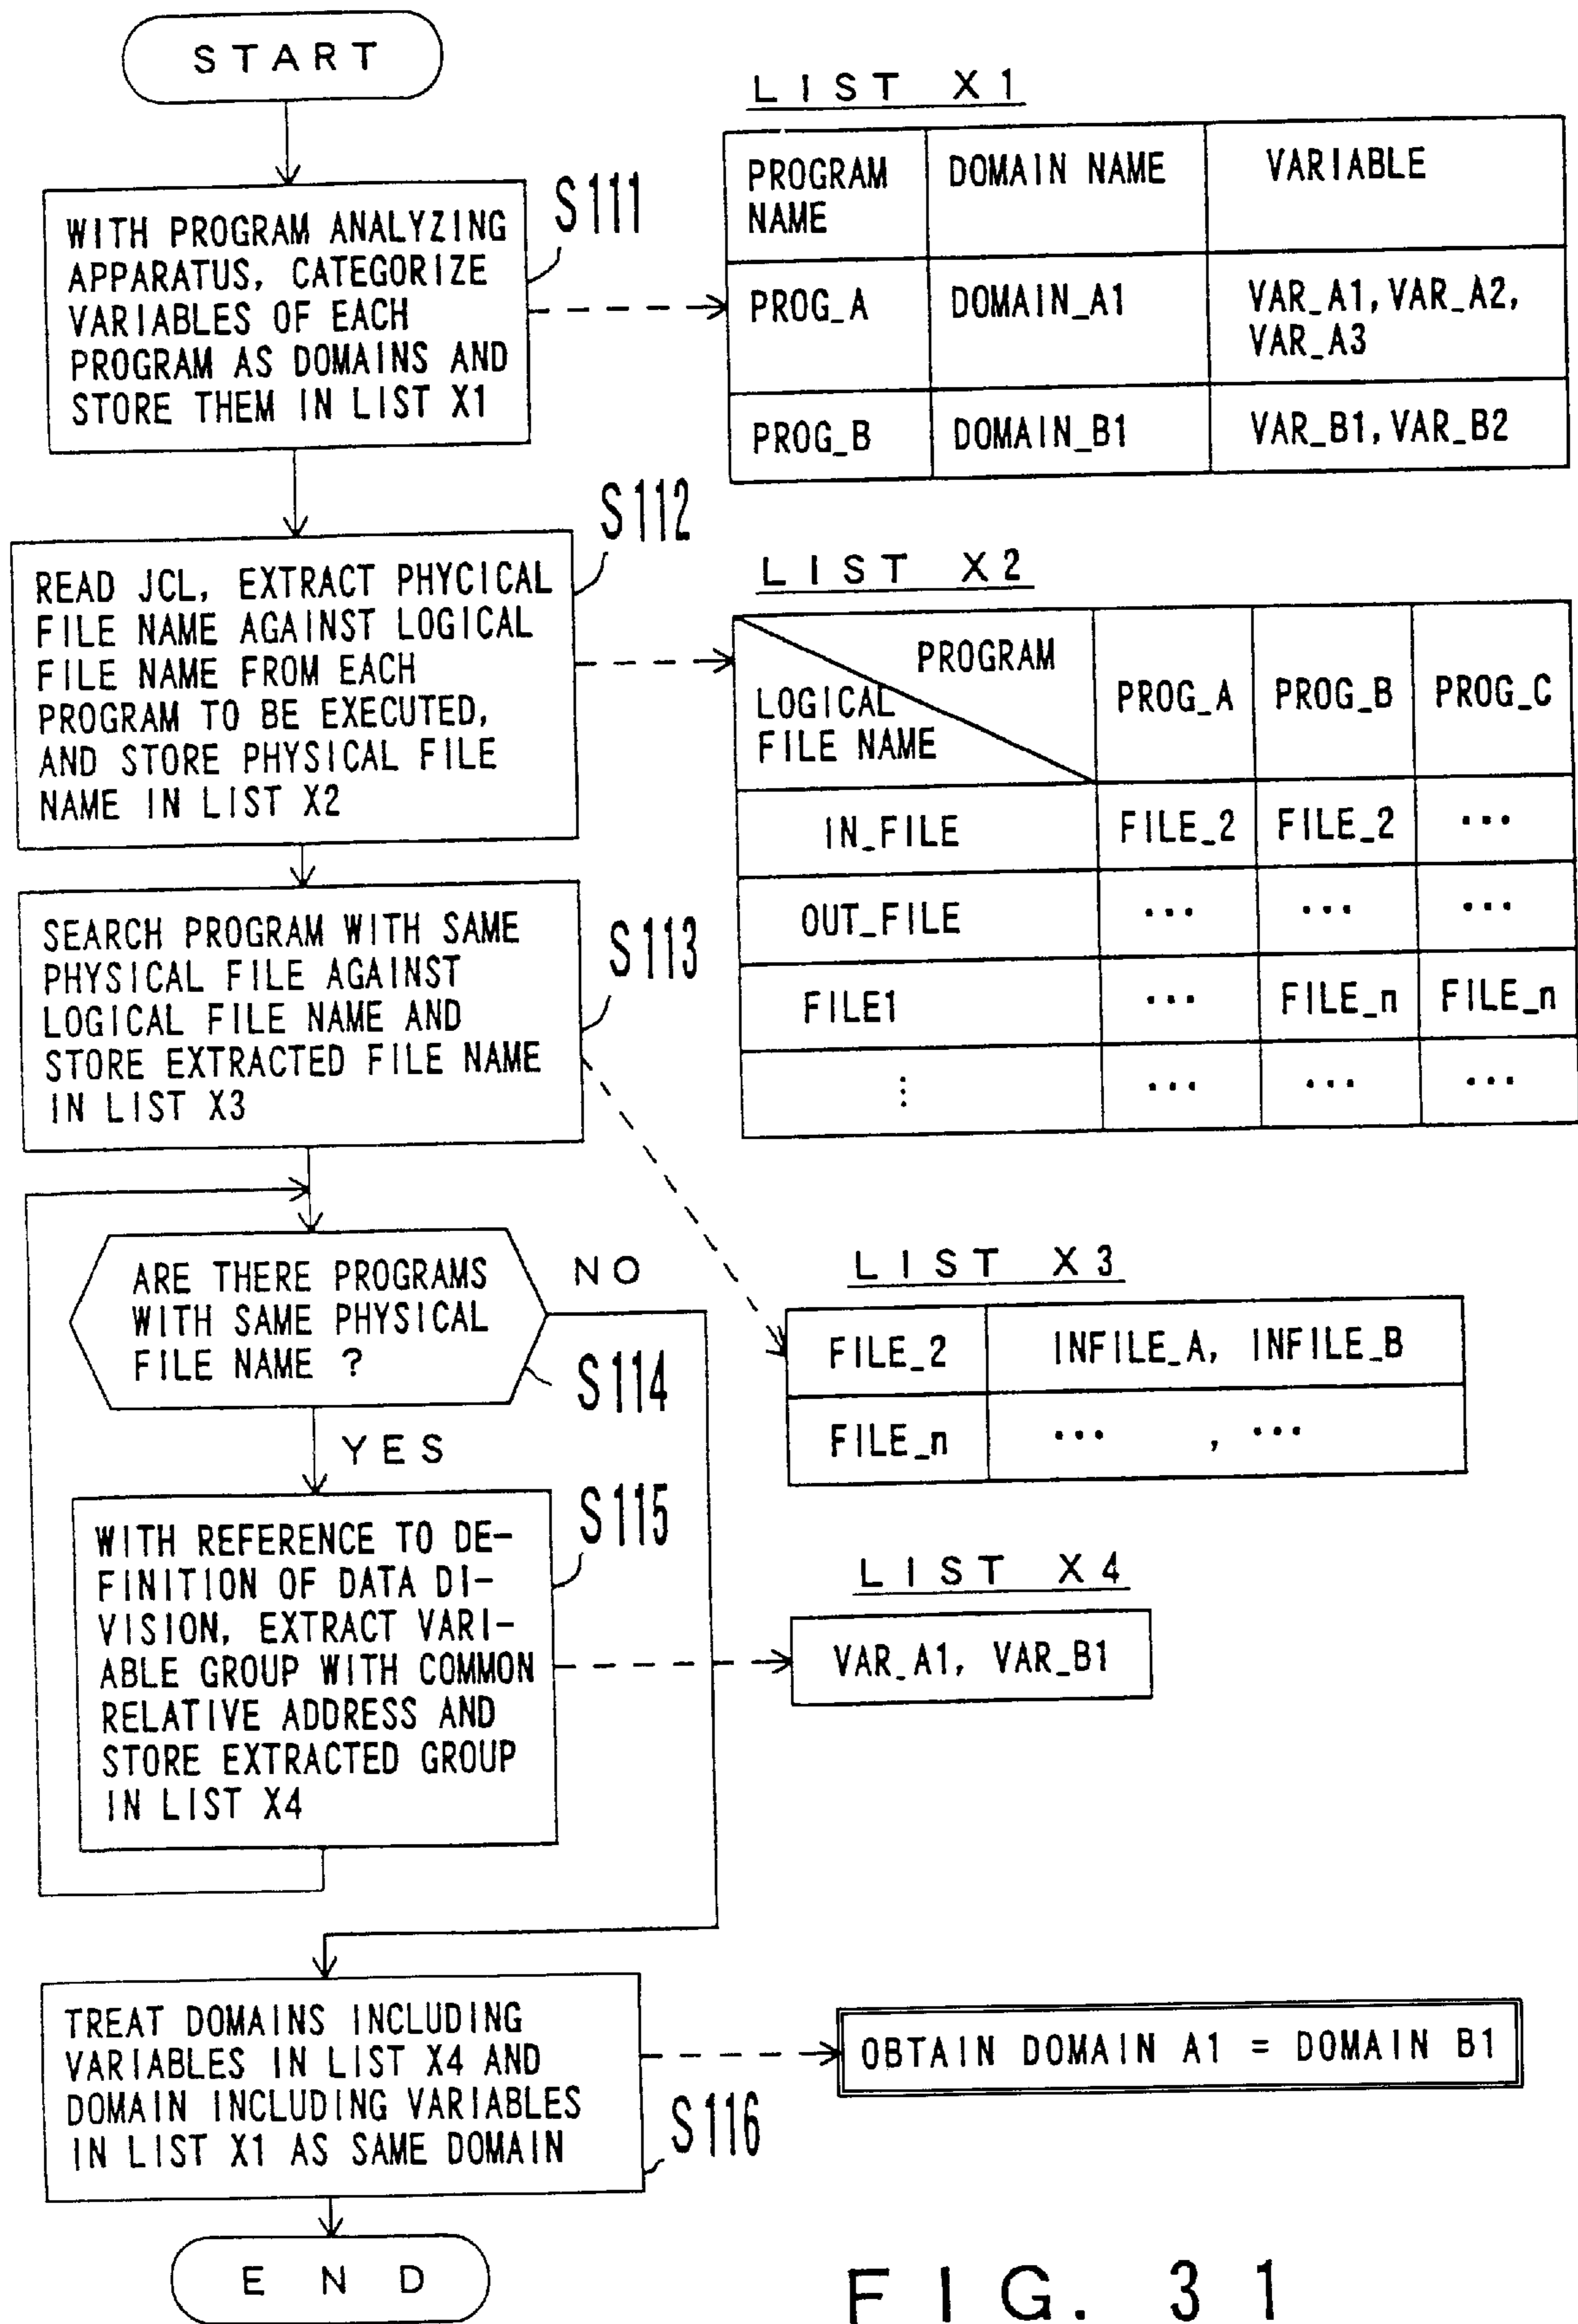 START
WITH PROGRAM ANALYZING
APPARATUS, CATEGORIZE
VARIABLES OF EACH
PROGRAM AS DOMAINS AND
STORE THEM IN LIST X1
S111
LIST X1
PROGRAM NAME DOMAIN NAME VARIABLE
PROG_A DOMAIN_A1 VAR_A1, VAR_A2,
VAR_A3
PROG_B DOMAIN_B1 VAR_B1, VAR_B2
READ JCL, EXTRACT PHYCICAL
FILE NAME AGAINST LOGICAL
FILE NAME FROM EACH
PROGRAM TO BE EXECUTED,
AND STORE PHYSICAL FILE
NAME IN LIST X2
S112
LIST X2
PROGRAM
LOGICAL
FILE NAME
PROG_A PROG_B PROG_C
IN_FILE FILE_2 FILE_2 ...
OUT_FILE ... ... ...
FILE1 ... FILE_n FILE_n
⋮ ... ... ...
SEARCH PROGRAM WITH SAME
PHYSICAL FILE AGAINST
LOGICAL FILE NAME AND
STORE EXTRACTED FILE NAME
IN LIST X3
S113
ARE THERE PROGRAMS
WITH SAME PHYSICAL
FILE NAME ?
NO
S114
YES
LIST X3
FILE_2 INFILE_A, INFILE_B
FILE_n ... , ...
WITH REFERENCE TO DE-
FINITION OF DATA DI-
VISION, EXTRACT VARI-
ABLE GROUP WITH COMMON
RELATIVE ADDRESS AND
STORE EXTRACTED GROUP
IN LIST X4
S115
LIST X4
VAR_A1, VAR_B1
TREAT DOMAINS INCLUDING
VARIABLES IN LIST X4 AND
DOMAIN INCLUDING VARIABLES
IN LIST X1 AS SAME DOMAIN
S116
OBTAIN DOMAIN A1 = DOMAIN B1
END
FIG. 31